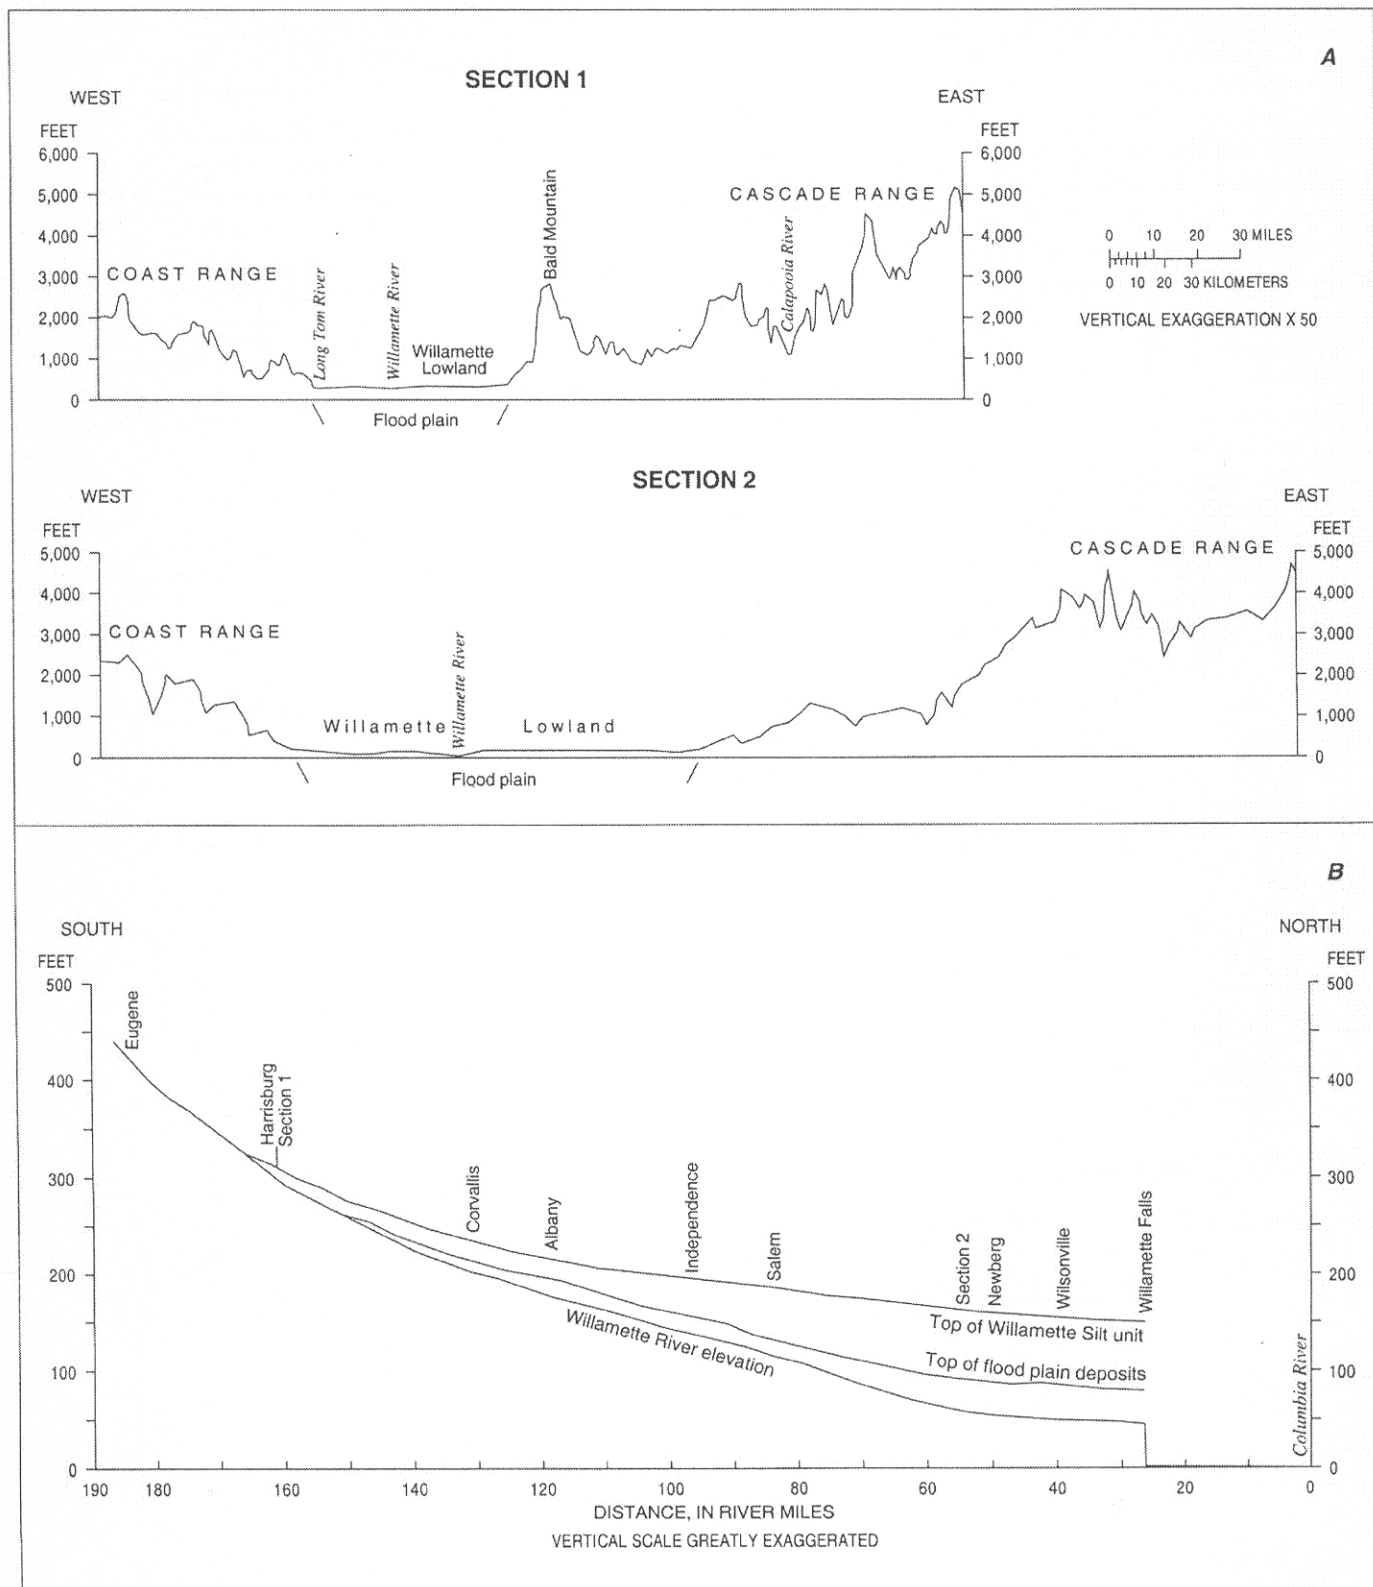 A
SECTION 1
WEST
EAST
FEET
FEET
6,000
5,000
4,000
3,000
2,000
1,000
0
6,000
5,000
4,000
3,000
2,000
1,000
0
COAST RANGE
Long Tom River
Willamette River
Willamette
Lowland
Bald Mountain
CASCADE RANGE
Calapooia River
Flood plain
0 10 20 30 MILES
0 10 20 30 KILOMETERS
VERTICAL EXAGGERATION X 50
SECTION 2
WEST
EAST
FEET
FEET
5,000
4,000
3,000
2,000
1,000
0
5,000
4,000
3,000
2,000
1,000
0
COAST RANGE
Willamette
Willamette River
Lowland
CASCADE RANGE
Flood plain
B
SOUTH
NORTH
FEET
FEET
500
400
300
200
100
0
500
400
300
200
100
0
Eugene
Harrisburg
Section 1
Corvallis
Albany
Independence
Salem
Section 2
Newberg
Wilsonville
Willamette Falls
Columbia River
Top of Willamette Silt unit
Top of flood plain deposits
Willamette River elevation
190 180 160 140 120 100 80 60 40 20 0
DISTANCE, IN RIVER MILES
VERTICAL SCALE GREATLY EXAGGERATED